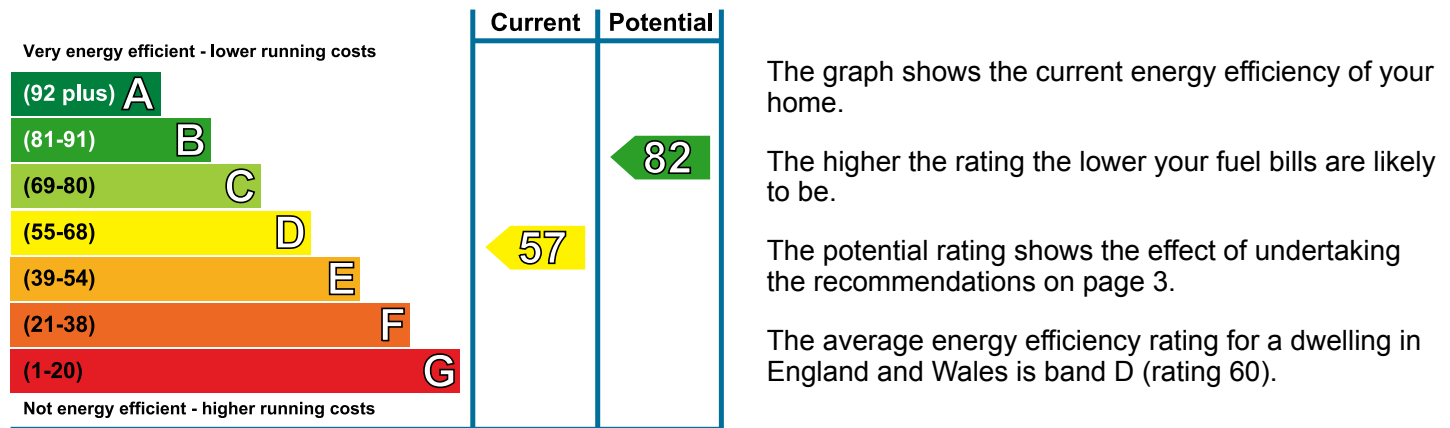 Current Potential
Very energy efficient - lower running costs
(92 plus) A
(81-91) B
82
(69-80) C
(55-68) D
57
(39-54) E
(21-38) F
(1-20) G
Not energy efficient - higher running costs
The graph shows the current energy efficiency of your
home.
The higher the rating the lower your fuel bills are likely
to be.
The potential rating shows the effect of undertaking
the recommendations on page 3.
The average energy efficiency rating for a dwelling in
England and Wales is band D (rating 60).